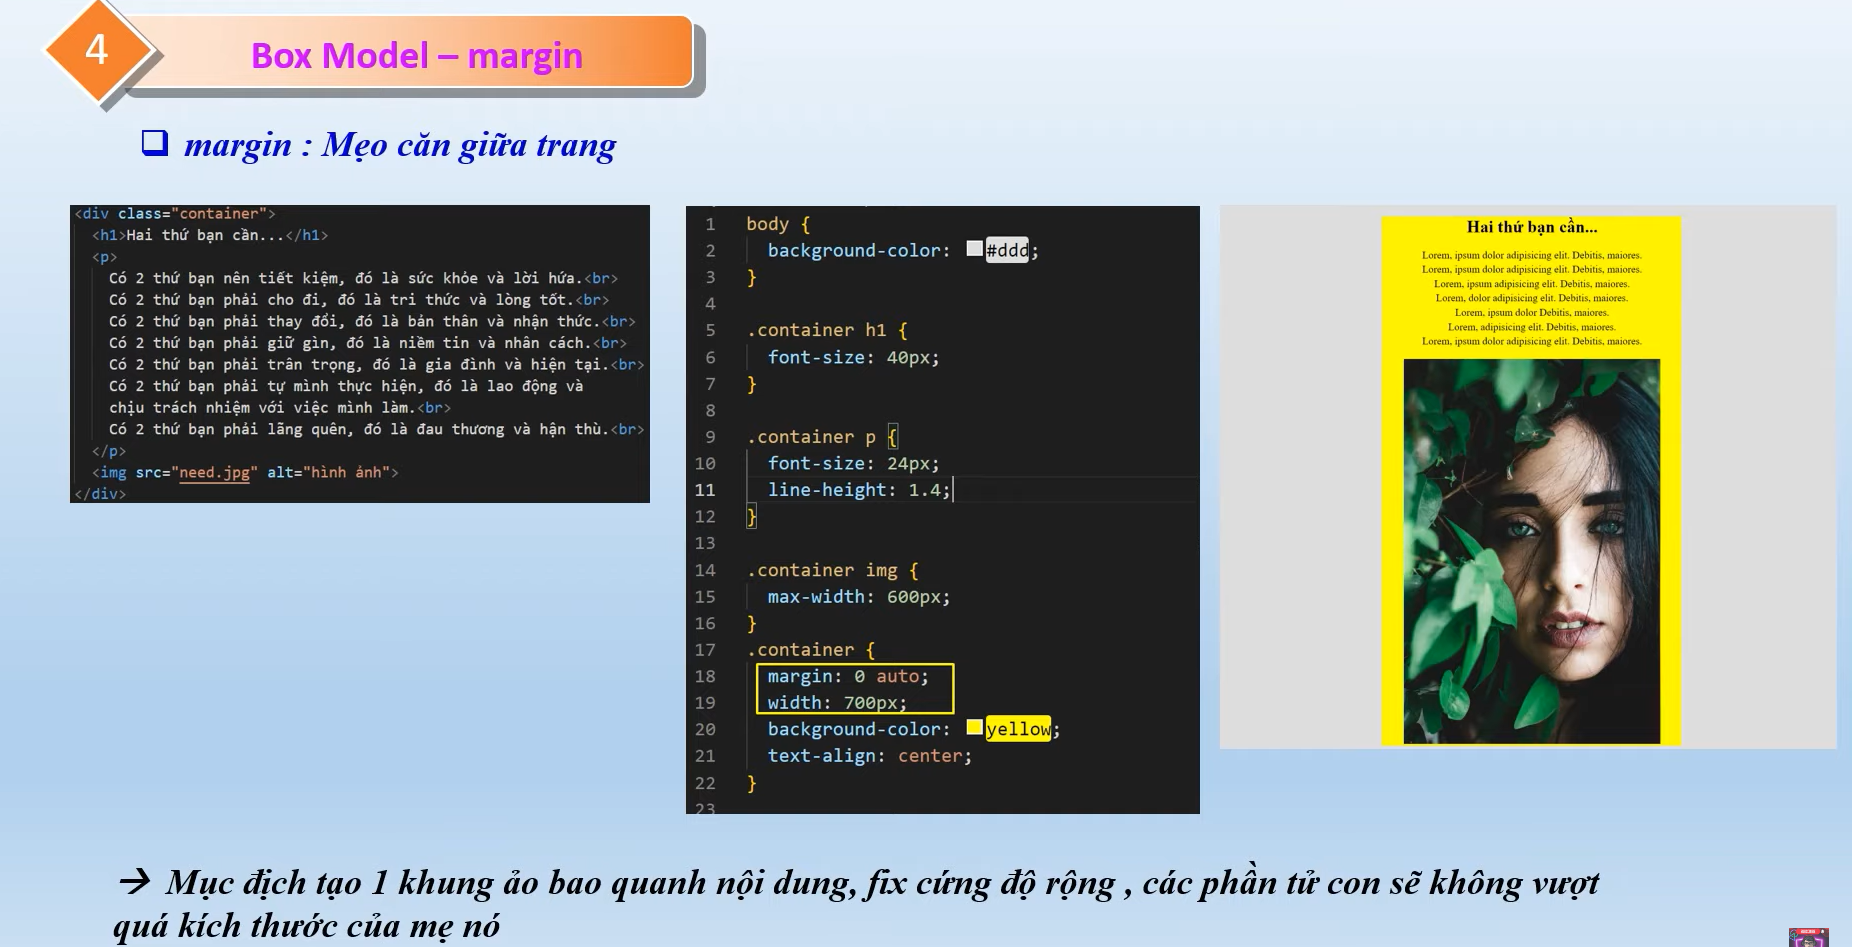 4
Box Model – margin
margin : Mẹo căn giữa trang
<div class="container">
<h1>Hai thứ bạn cần...</h1>
<p>
Có 2 thứ bạn nên tiết kiệm, đó là sức khỏe và lời hứa.<br>
Có 2 thứ bạn phải cho đi, đó là tri thức và lòng tốt.<br>
Có 2 thứ bạn phải thay đổi, đó là bản thân và nhận thức.<br>
Có 2 thứ bạn phải giữ gìn, đó là niềm tin và nhân cách.<br>
Có 2 thứ bạn phải trân trọng, đó là gia đình và hiện tại.<br>
Có 2 thứ bạn phải tự mình thực hiện, đó là lao động và
chịu trách nhiệm với việc mình làm.<br>
Có 2 thứ bạn phải lãng quên, đó là đau thương và hận thù.<br>
</p>
<img src="need.jpg" alt="hình ảnh">
</div>
1 body {
2 background-color: #ddd;
3 }
4
5 .container h1 {
6 font-size: 40px;
7 }
8
9 .container p {
10 font-size: 24px;
11 line-height: 1.4;
12 }
13
14 .container img {
15 max-width: 600px;
16 }
17 .container {
18 margin: 0 auto;
19 width: 700px;
20 background-color: yellow;
21 text-align: center;
22 }
23
Hai thứ bạn cần...
Lorem, ipsum dolor adipisicing elit. Debitis, maiores.
Lorem, ipsum dolor adipisicing elit. Debitis, maiores.
Lorem, ipsum adipisicing elit. Debitis, maiores.
Lorem, dolor adipisicing elit. Debitis, maiores.
Lorem, ipsum dolor Debitis, maiores.
Lorem, adipisicing elit. Debitis, maiores.
Lorem, ipsum dolor adipisicing elit. Debitis, maiores.
→ Mục địch tạo 1 khung ảo bao quanh nội dung, fix cứng độ rộng , các phần tử con sẽ không vượt
quá kích thước của mẹ nó